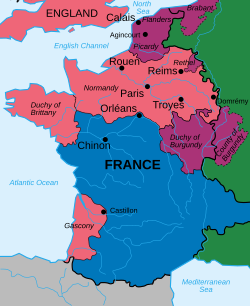 North
Sea
Brabant
ENGLAND
Calais
Flanders
Agincourt
English Channel
Picardy
Rouen
Rethel
Reims
Normandy
Paris
Domrémy
Duchy of
Brittany
Troyes
Orléans
Chinon
Duchy of
Burgundy
County of
Burgundy
FRANCE
Atlantic Ocean
Castillon
Gascony
Mediterranean
Sea